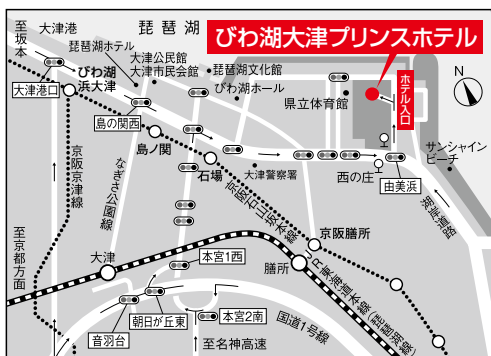 至坂本
大津港
琵琶湖
びわ湖大津プリンスホテル
琵琶湖ホテル
大津公民館
大津市民会館
琵琶湖文化館
びわ湖ホール
県立体育館
ホテル入口
N
大津港口
びわ湖
浜大津
島の関西
島ノ関
石場
大津警察署
西の庄
由美浜
サンシャイン
ビーチ
湖岸道路
京阪京津線
なぎさ公園線
京阪石山坂本線
京阪膳所
至京都方面
大津
膳所
JR東海道本線(琵琶湖線)
本宮1西
朝日が丘東
音羽台
本宮2南
国道1号線
至名神高速